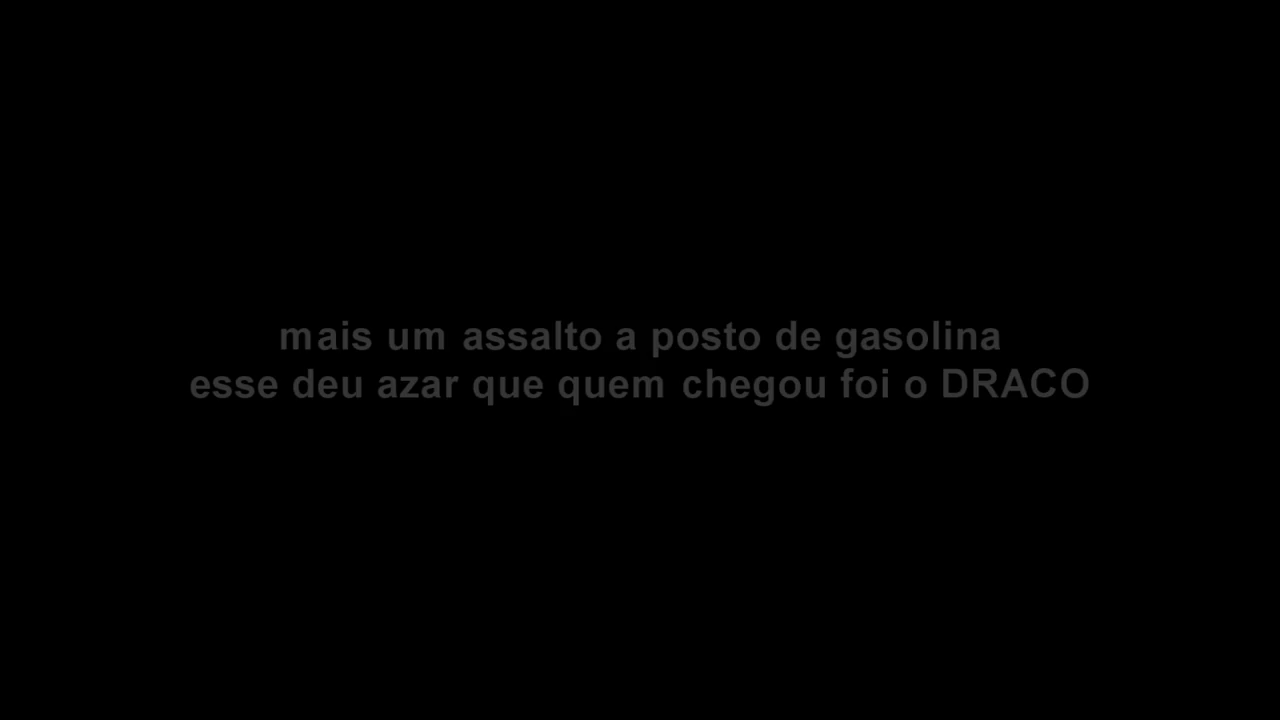 mais um assalto a posto de gasolina
esse deu azar que quem chegou foi o DRACO